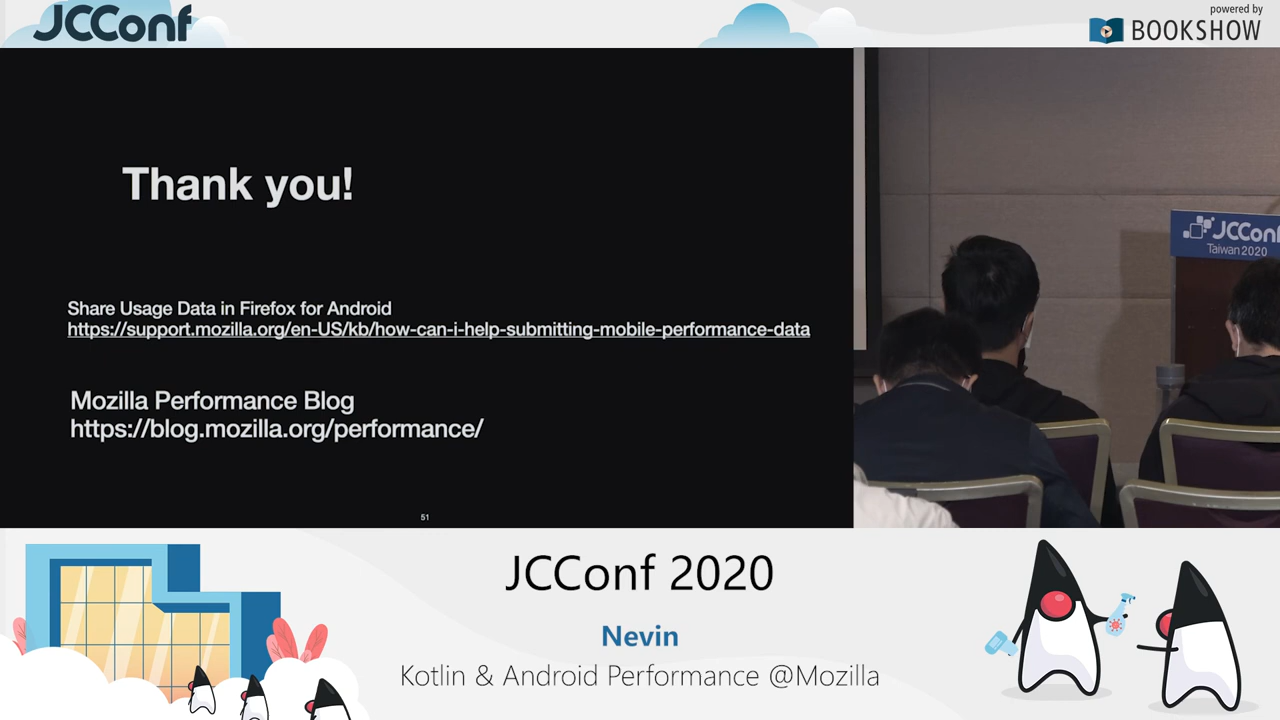 JCConf
powered by
BOOKSHOW
Thank you!
Share Usage Data in Firefox for Android
https://support.mozilla.org/en-US/kb/how-can-i-help-submitting-mobile-performance-data
Mozilla Performance Blog
https://blog.mozilla.org/performance/
51
JCConf
Taiwan 2020
JCConf 2020
Nevin
Kotlin & Android Performance @Mozilla